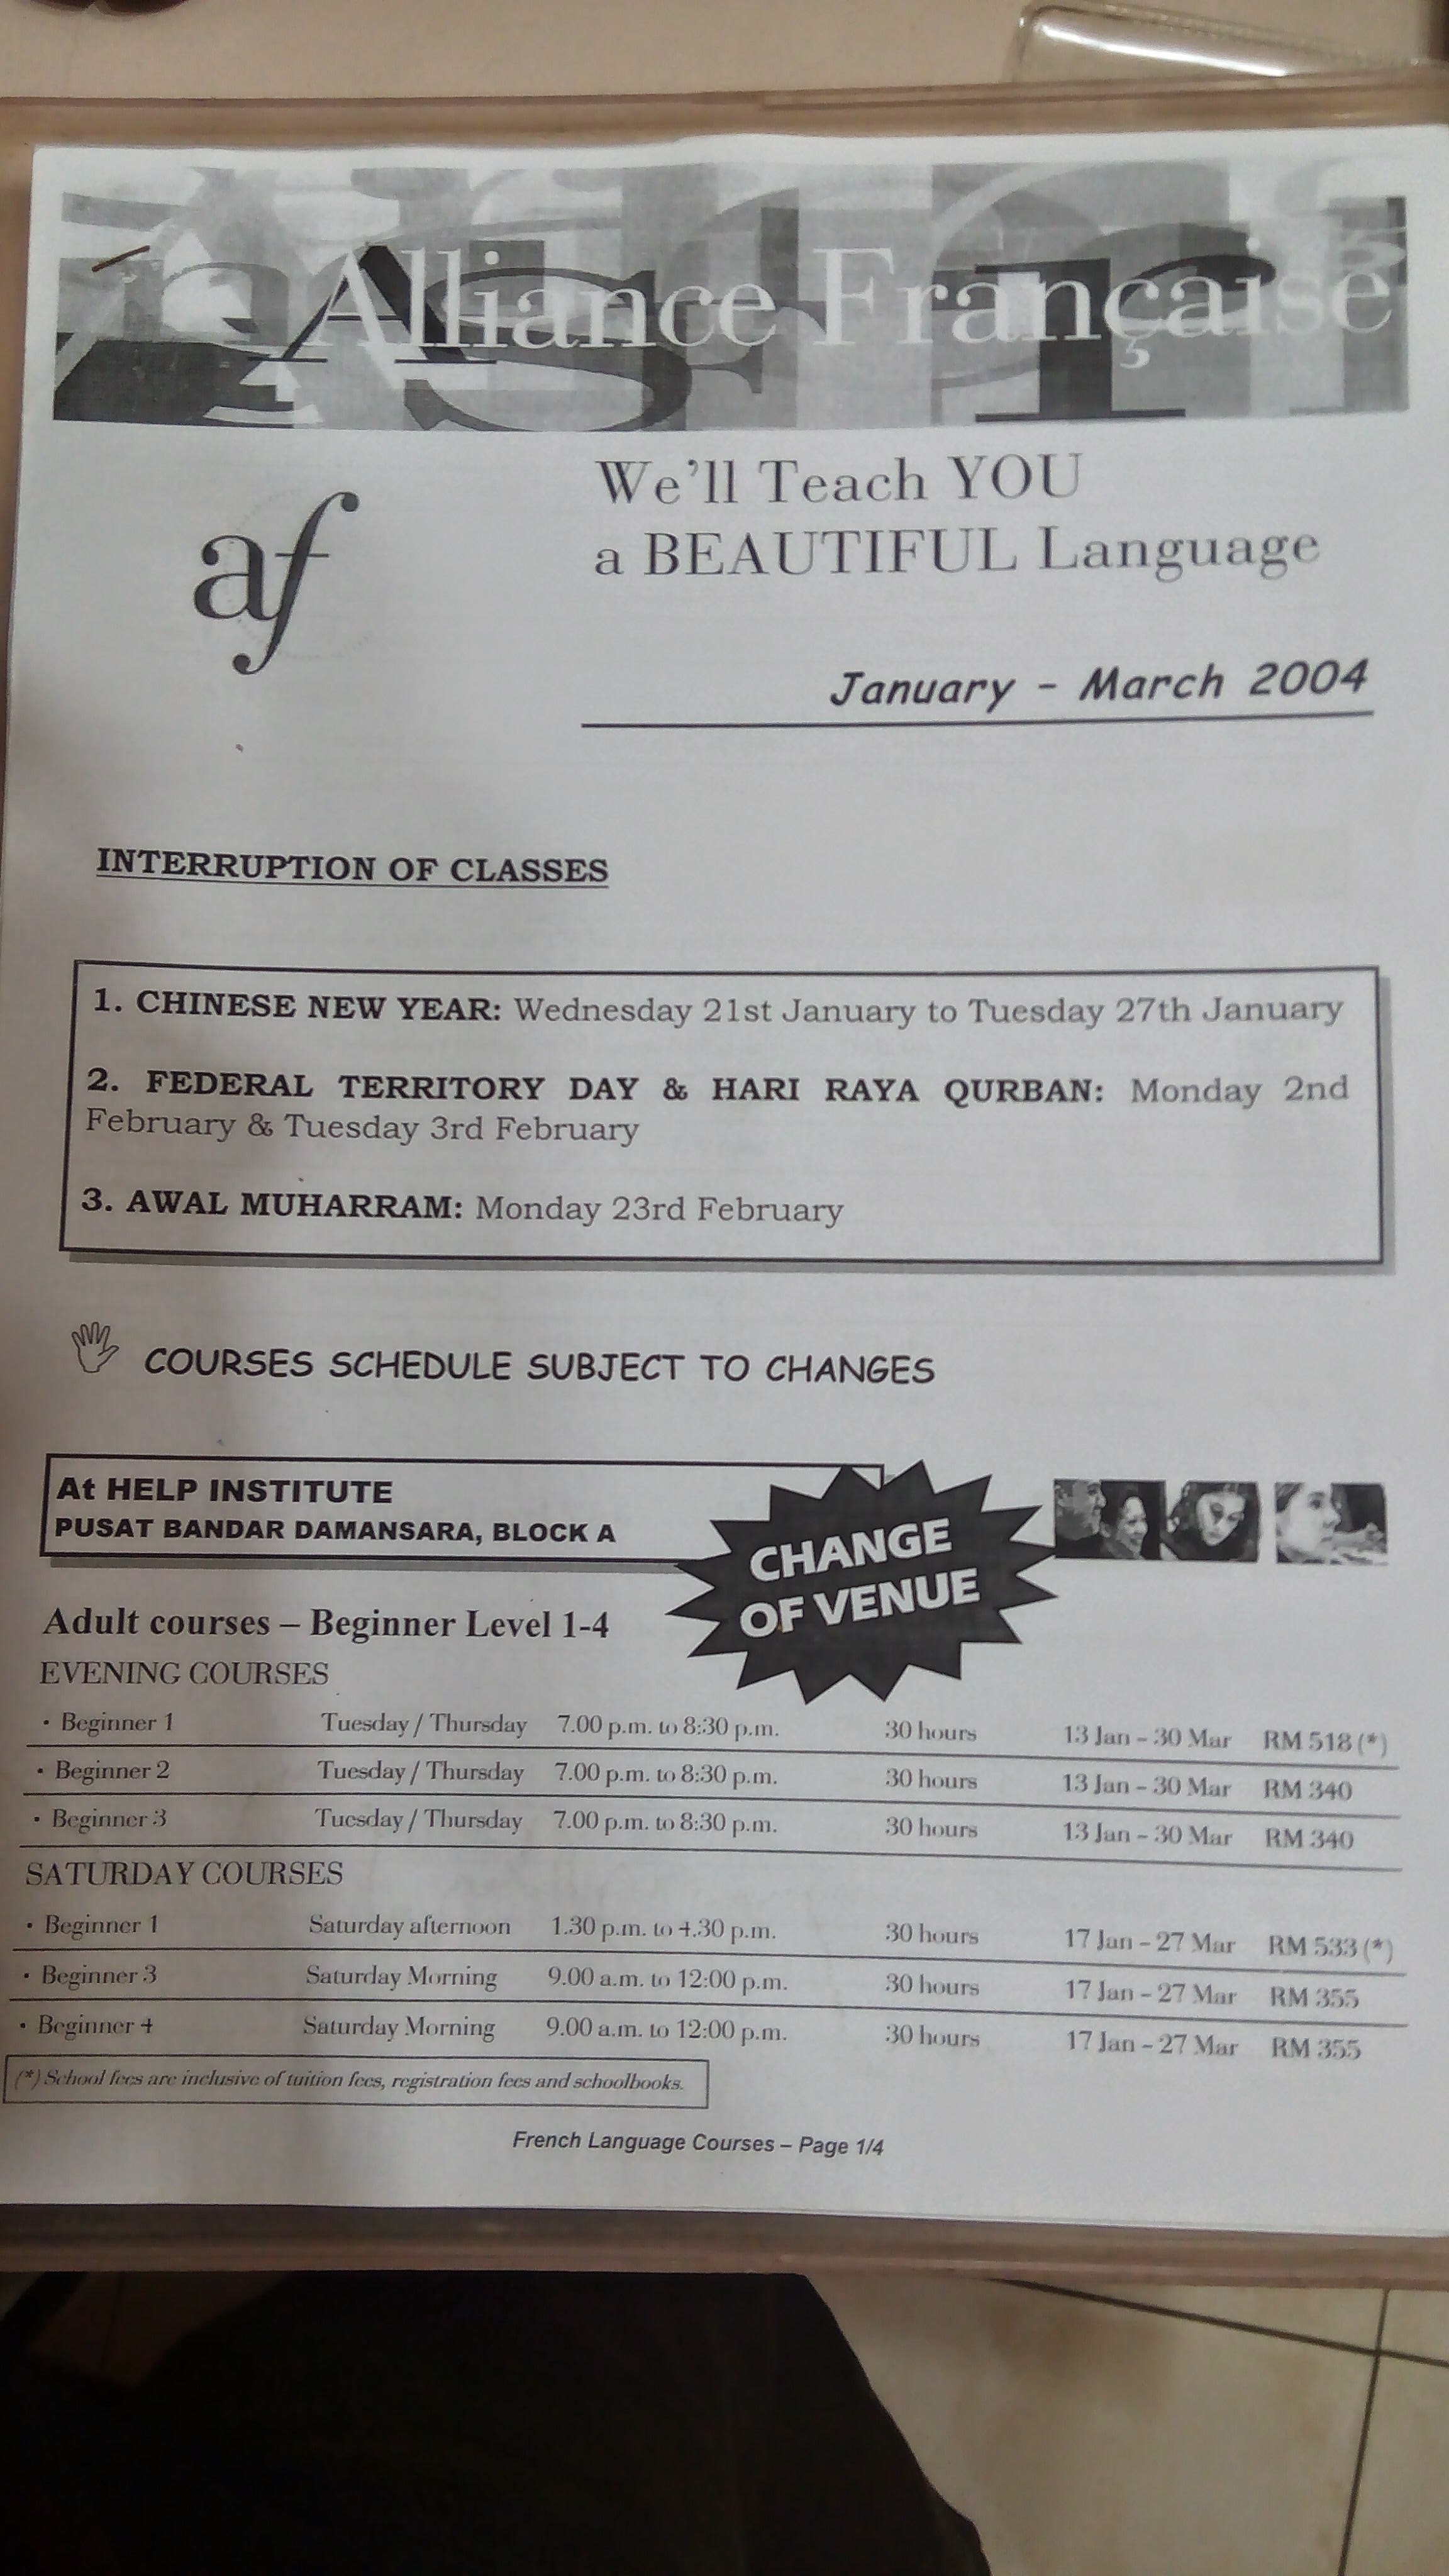 Alliance Française
af
We'll Teach YOU
a BEAUTIFUL Language
January - March 2004
INTERRUPTION OF CLASSES
1. CHINESE NEW YEAR: Wednesday 21st January to Tuesday 27th January
2. FEDERAL TERRITORY DAY & HARI RAYA QURBAN: Monday 2nd
February & Tuesday 3rd February
3. AWAL MUHARRAM: Monday 23rd February
COURSES SCHEDULE SUBJECT TO CHANGES
At HELP INSTITUTE
PUSAT BANDAR DAMANSARA, BLOCK A
CHANGE
OF VENUE
Adult courses – Beginner Level 1-4
EVENING COURSES
• Beginner 1 Tuesday / Thursday 7.00 p.m. to 8:30 p.m. 30 hours 13 Jan – 30 Mar RM 518 (*)
• Beginner 2 Tuesday / Thursday 7.00 p.m. to 8:30 p.m. 30 hours 13 Jan – 30 Mar RM 340
• Beginner 3 Tuesday / Thursday 7.00 p.m. to 8:30 p.m. 30 hours 13 Jan – 30 Mar RM 340
SATURDAY COURSES
• Beginner 1 Saturday afternoon 1.30 p.m. to 4.30 p.m. 30 hours 17 Jan – 27 Mar RM 533 (*)
• Beginner 3 Saturday Morning 9.00 a.m. to 12:00 p.m. 30 hours 17 Jan – 27 Mar RM 355
• Beginner 4 Saturday Morning 9.00 a.m. to 12:00 p.m. 30 hours 17 Jan – 27 Mar RM 355
(*) School fees are inclusive of tuition fees, registration fees and schoolbooks.
French Language Courses – Page 1/4